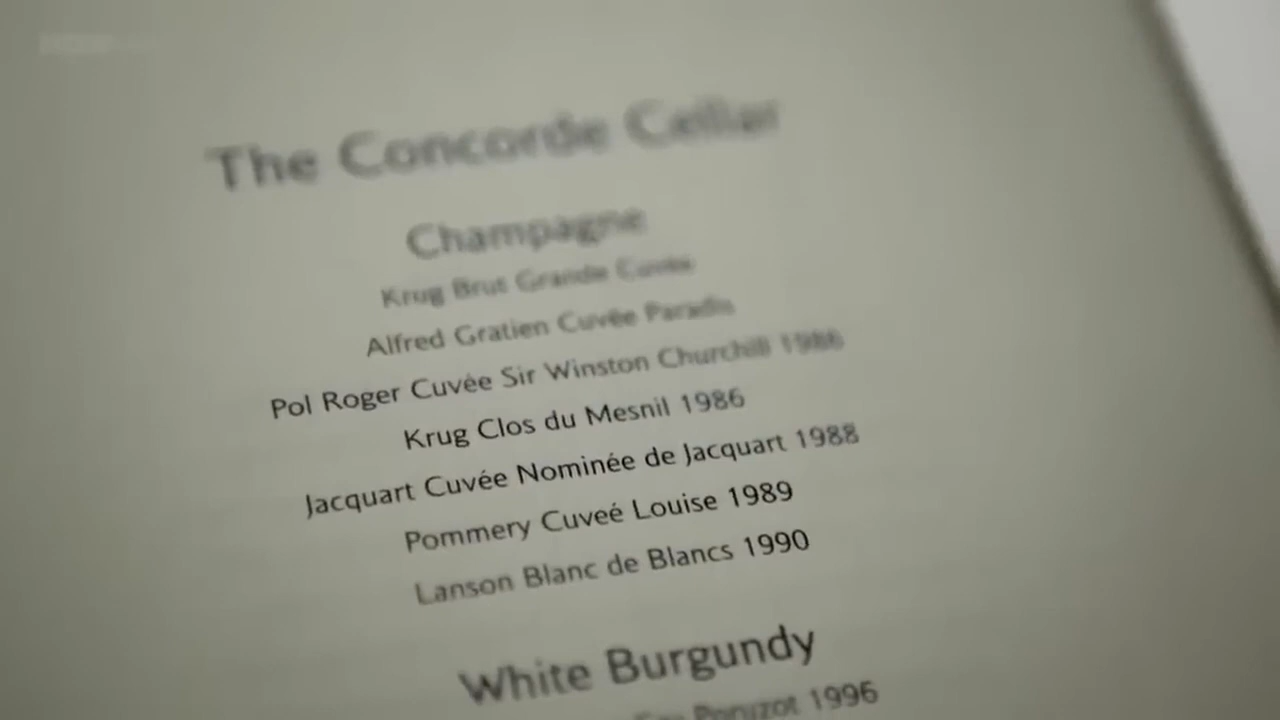 The Concorde Cellar
Champagne
Krug Brut Grande Cuvée
Alfred Gratien Cuvée Paradis
Pol Roger Cuvée Sir Winston Churchill 1986
Krug Clos du Mesnil 1986
Jacquart Cuvée Nominée de Jacquart 1988
Pommery Cuveé Louise 1989
Lanson Blanc de Blancs 1990
White Burgundy
1996